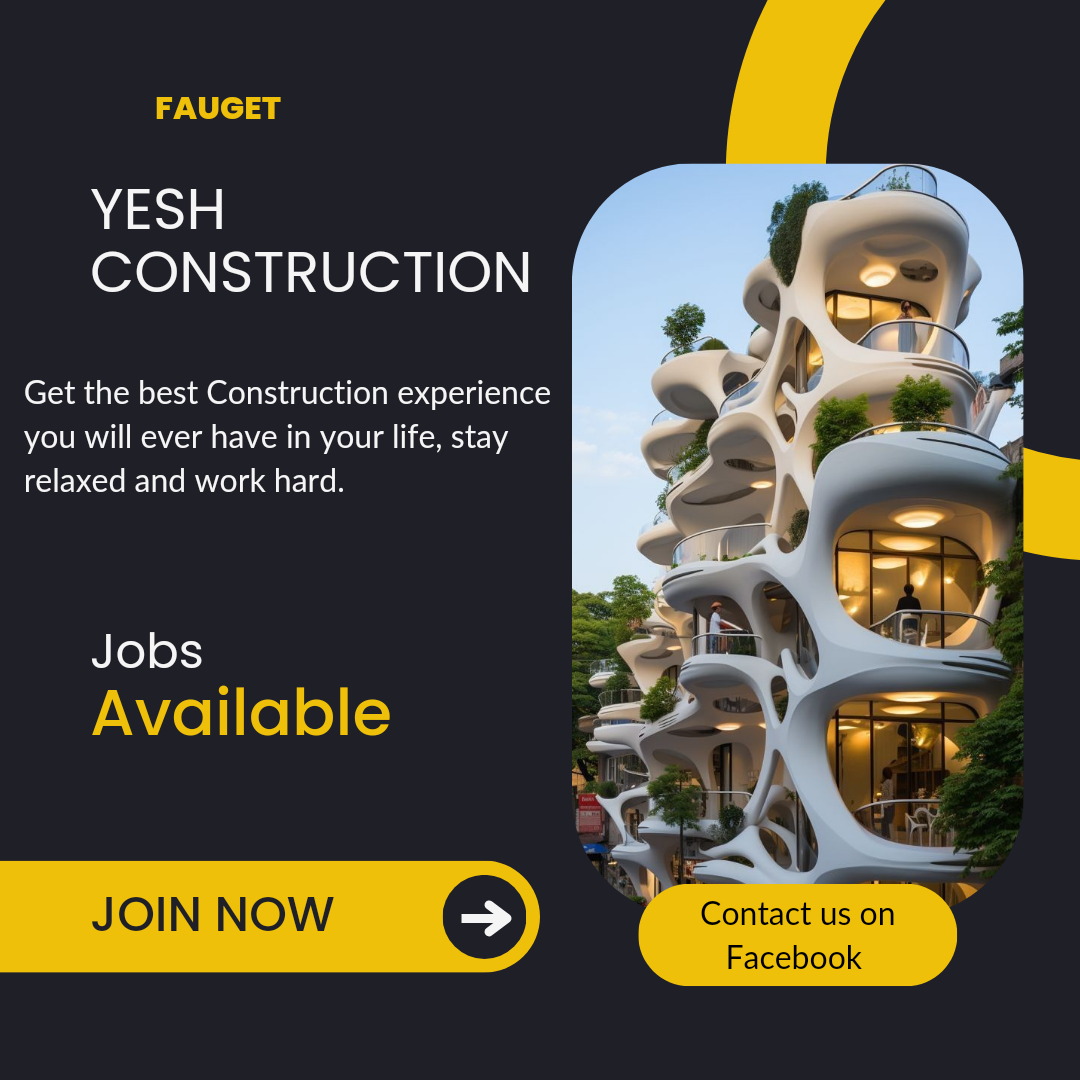 FAUGET
YESH
CONSTRUCTION
Get the best Construction experience
you will ever have in your life, stay
relaxed and work hard.
Jobs
Available
JOIN NOW
Contact us on
Facebook